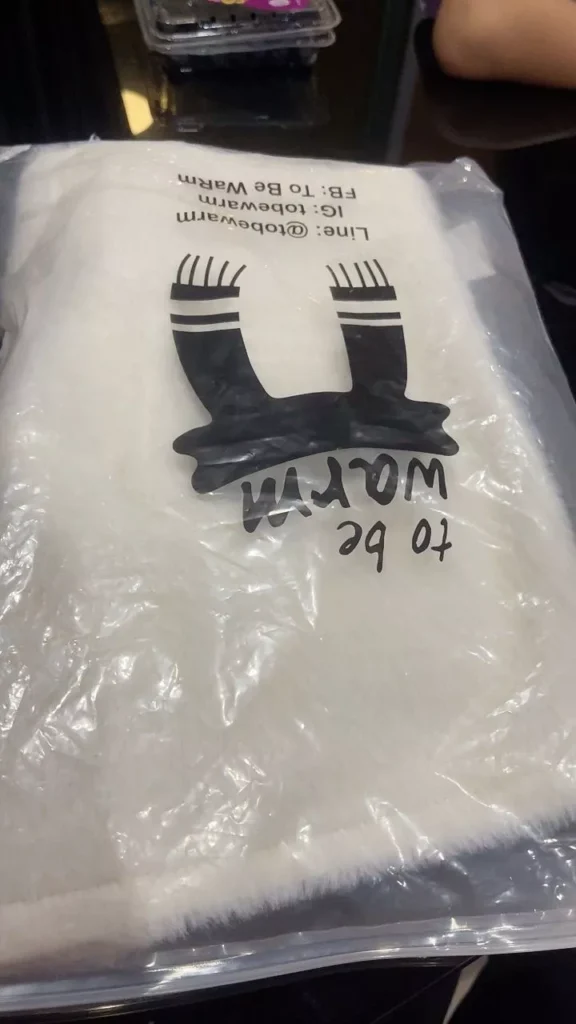 to be
warm
Line: @tobewarm
IG: tobewarm
FB: To Be WaRm